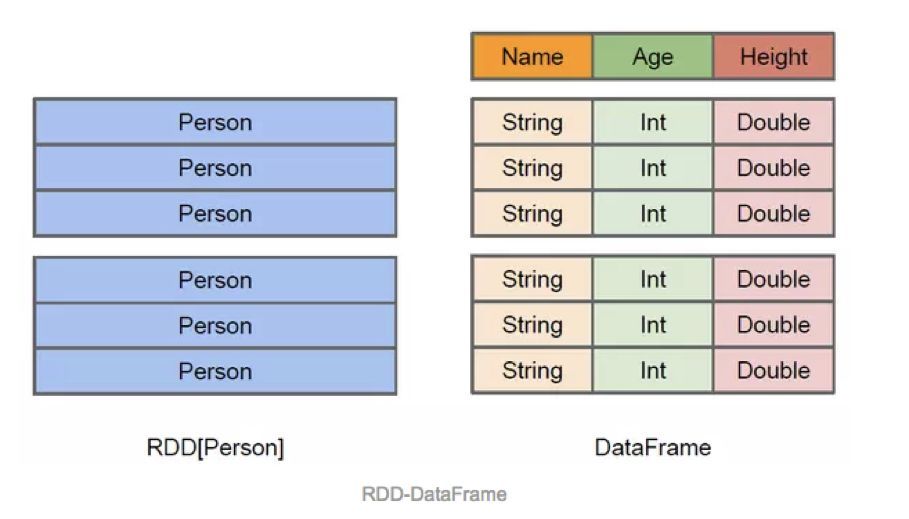 Name Age Height
Person String Int Double
Person String Int Double
Person String Int Double
Person String Int Double
Person String Int Double
Person String Int Double
RDD[Person] DataFrame
RDD-DataFrame